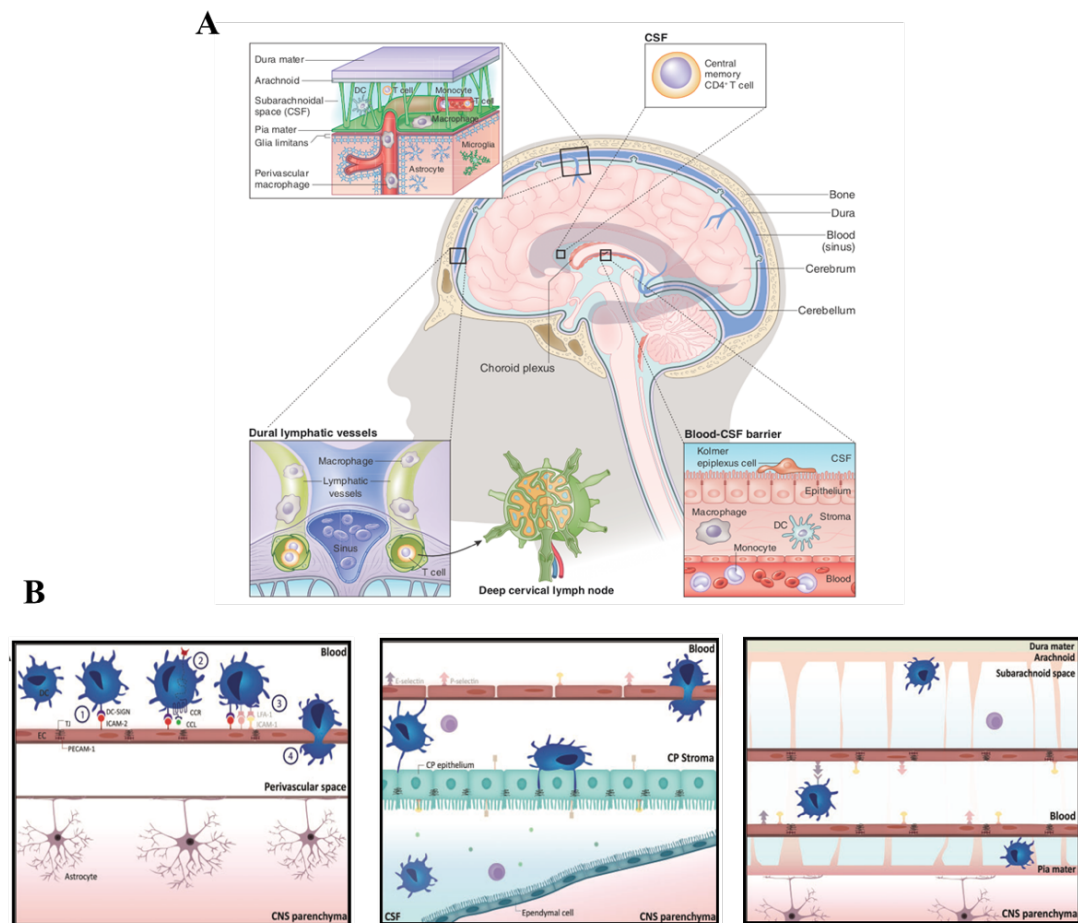 A
Dura mater
Arachnoid
Subarachnoidal
space (CSF)
Pia mater
Glia limitans
Perivascular
macrophage
DC
T cell
Monocyte
T cell
Macrophage
Microglia
Astrocyte
CSF
Central
memory
CD4+ T cell
Bone
Dura
Blood
(sinus)
Cerebrum
Cerebellum
Choroid plexus
Dural lymphatic vessels
Macrophage
Lymphatic
vessels
Sinus
T cell
Deep cervical lymph node
Blood-CSF barrier
Kolmer
epiplexus cell
CSF
Epithelium
Macrophage
Stroma
DC
Monocyte
Blood
B
Blood
DC
1
DC-SIGN
ICAM-2
2
CCR
CCL
3
LFA-1
ICAM-1
TJ
EC
PECAM-1
4
Perivascular space
Astrocyte
CNS parenchyma
Blood
E-selectin
P-selectin
CP Stroma
CP epithelium
CSF
Ependymal cell
CNS parenchyma
Dura mater
Arachnoid
Subarachnoid space
Blood
Pia mater
CNS parenchyma